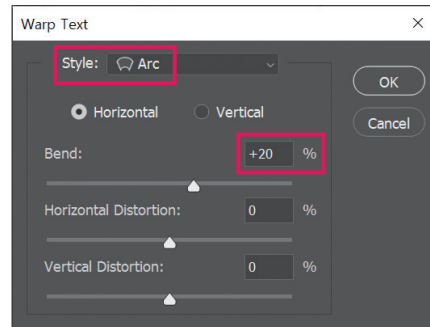 Warp Text
Style: Arc
OK
Horizontal Vertical
Cancel
Bend: +20 %
Horizontal Distortion: 0 %
Vertical Distortion: 0 %